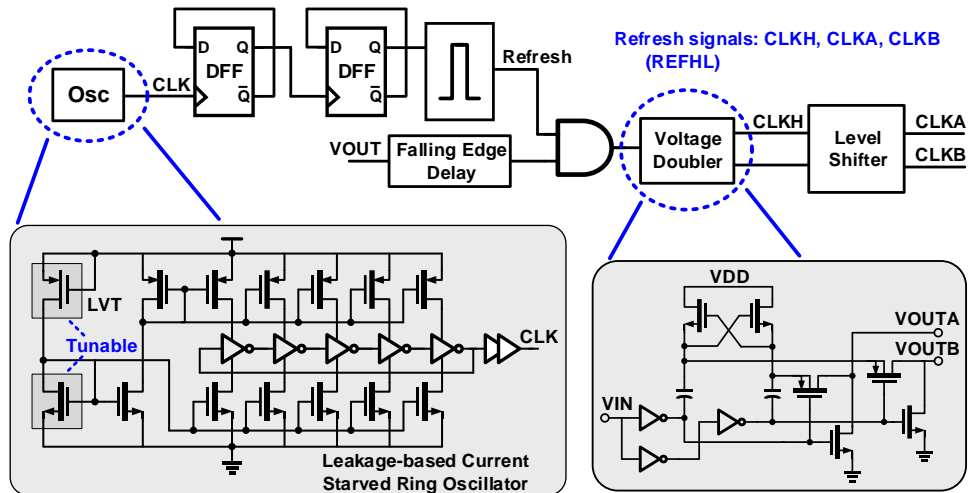 Osc
CLK
D
Q
DFF
Q
D
Q
DFF
Q
Refresh
VOUT
Falling Edge
Delay
Refresh signals: CLKH, CLKA, CLKB
(REFHL)
Voltage
Doubler
CLKH
Level
Shifter
CLKA
CLKB
LVT
Tunable
CLK
Leakage-based Current
Starved Ring Oscillator
VDD
VOUTA
VOUTB
VIN